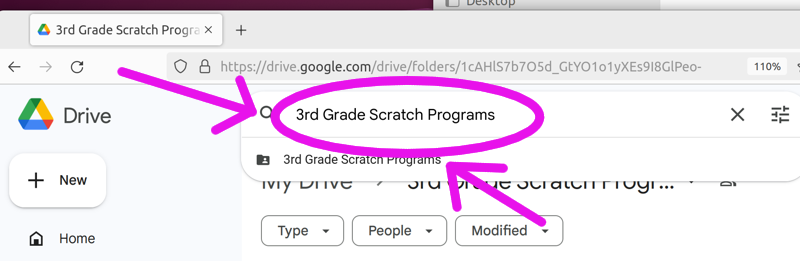 Desktop
3rd Grade Scratch Progra
https://drive.google.com/drive/folders/1cAHlS7b7O5d_GtYO1o1yXEs9I8GlPeo-
110%
Drive
3rd Grade Scratch Programs
3rd Grade Scratch Programs
New
My Drive > 3rd Grade Scratch Progr...
Type
People
Modified
Home